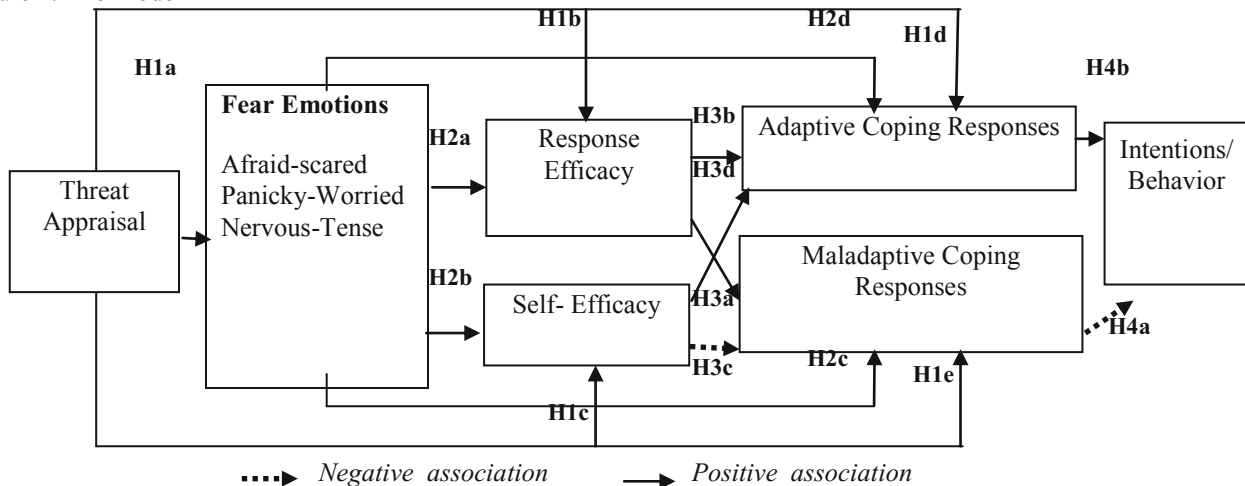 H1b
H2d
H1d
H1a
H4b
Fear Emotions
Afraid-scared
Panicky-Worried
Nervous-Tense
H2a
Response
Efficacy
H3b
H3d
Adaptive Coping Responses
Intentions/
Behavior
Threat
Appraisal
H2b
Self- Efficacy
H3a
H3c
Maladaptive Coping
Responses
H4a
H2c
H1e
H1c
Negative association
Positive association